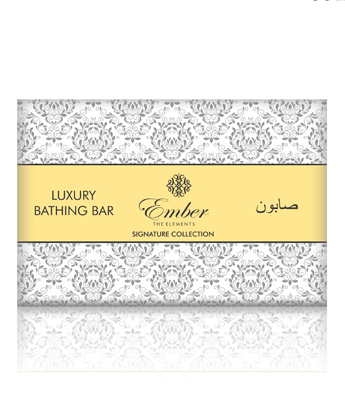 LUXURY
BATHING BAR
Ember
THE ELEMENTS
SIGNATURE COLLECTION
صابون